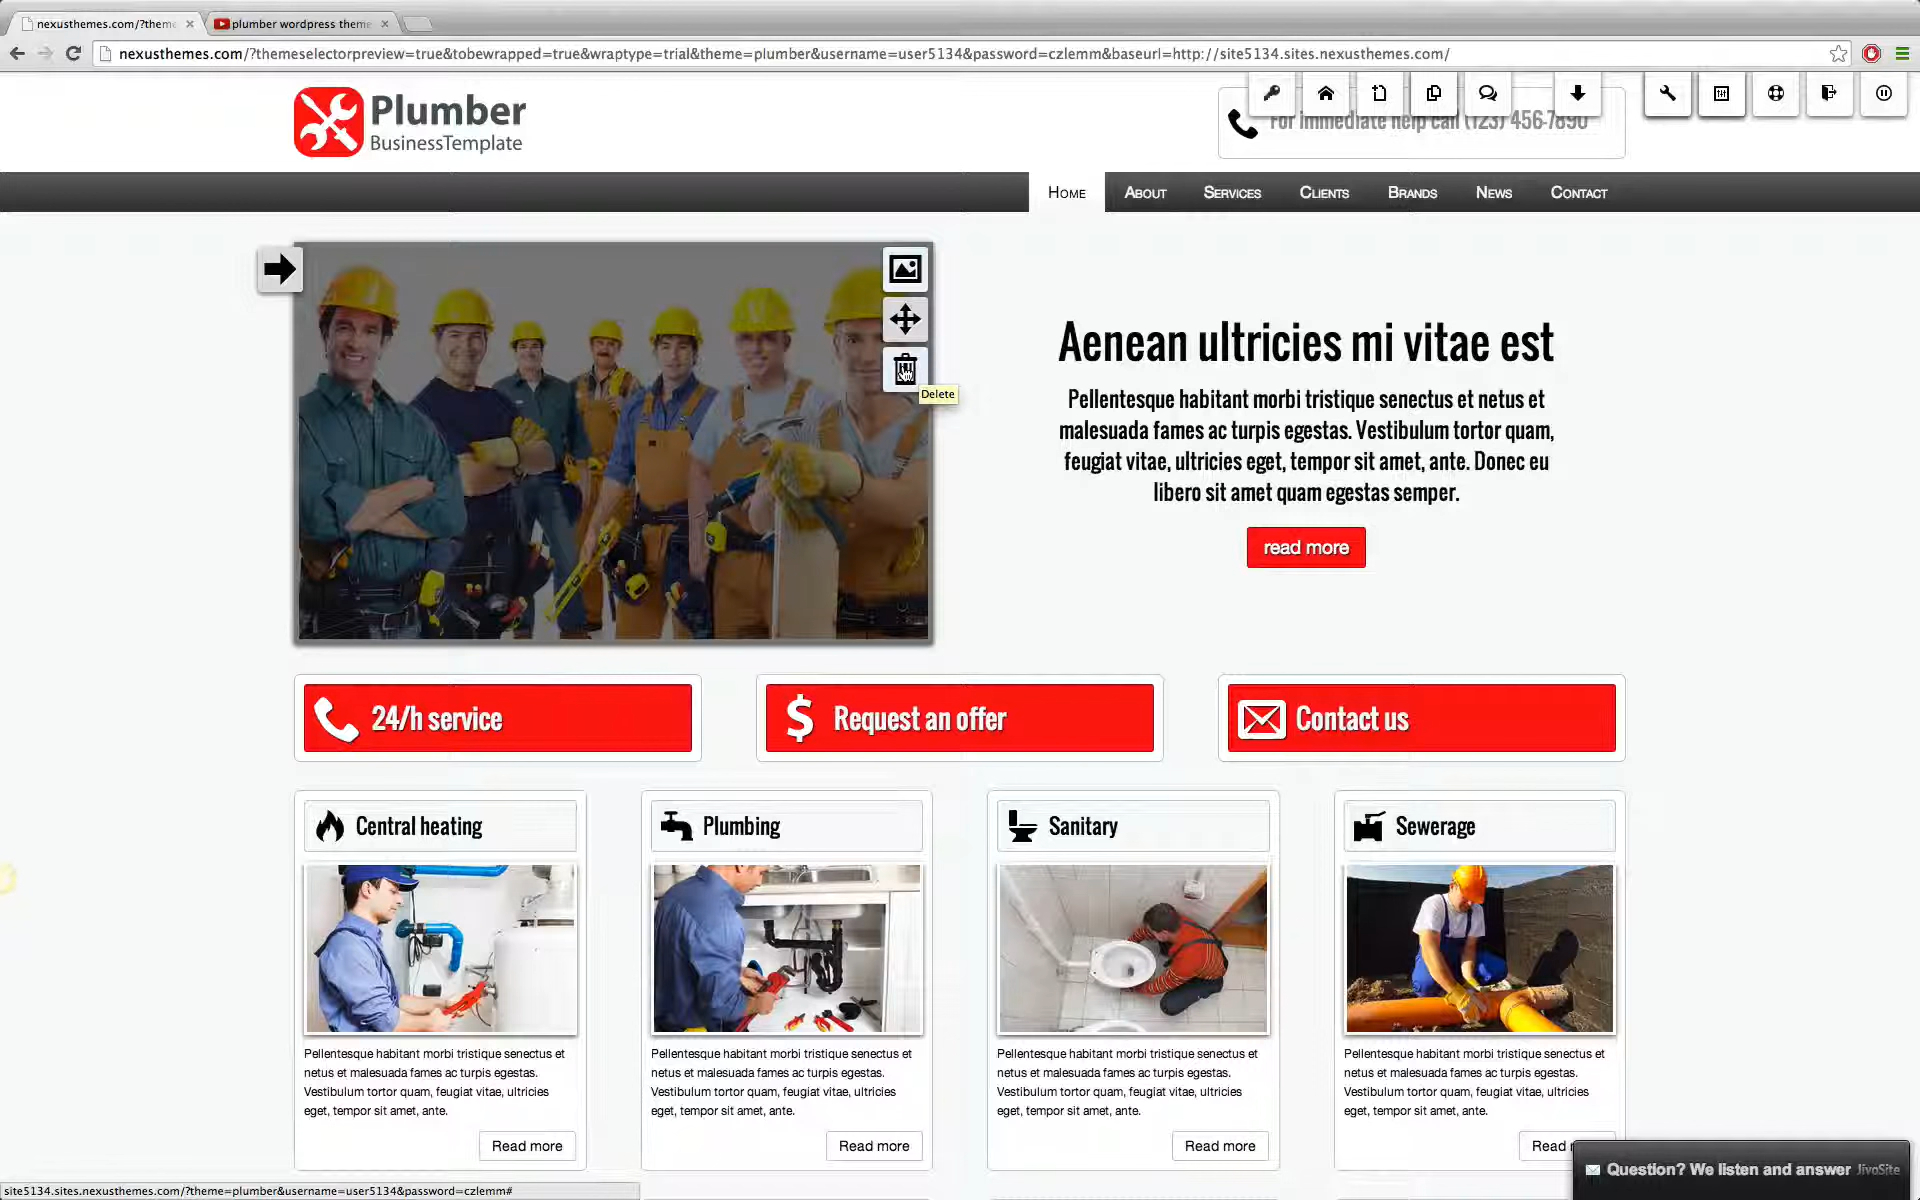 nexusthemes.com/?theme
plumber wordpress theme
nexusthemes.com/?themeselectorpreview=true&tobewrapped=true&wraptype=trial&theme=plumber&username=user5134&password=czlemm&baseurl=http://site5134.sites.nexusthemes.com/
Plumber
BusinessTemplate
For immediate help call (123) 456-7890
Home About Services Clients Brands News Contact
Delete
Aenean ultricies mi vitae est
Pellentesque habitant morbi tristique senectus et netus et
malesuada fames ac turpis egestas. Vestibulum tortor quam,
feugiat vitae, ultricies eget, tempor sit amet, ante. Donec eu
libero sit amet quam egestas semper.
read more
24/h service
Request an offer
Contact us
Central heating
Pellentesque habitant morbi tristique senectus et
netus et malesuada fames ac turpis egestas.
Vestibulum tortor quam, feugiat vitae, ultricies
eget, tempor sit amet, ante.
Read more
Plumbing
Pellentesque habitant morbi tristique senectus et
netus et malesuada fames ac turpis egestas.
Vestibulum tortor quam, feugiat vitae, ultricies
eget, tempor sit amet, ante.
Read more
Sanitary
Pellentesque habitant morbi tristique senectus et
netus et malesuada fames ac turpis egestas.
Vestibulum tortor quam, feugiat vitae, ultricies
eget, tempor sit amet, ante.
Read more
Sewerage
Pellentesque habitant morbi tristique senectus et
netus et malesuada fames ac turpis egestas.
Vestibulum tortor quam, feugiat vitae, ultricies
eget, tempor sit amet, ante.
Read
Question? We listen and answer JivoSite
site5134.sites.nexusthemes.com/?theme=plumber&username=user5134&password=czlemm#